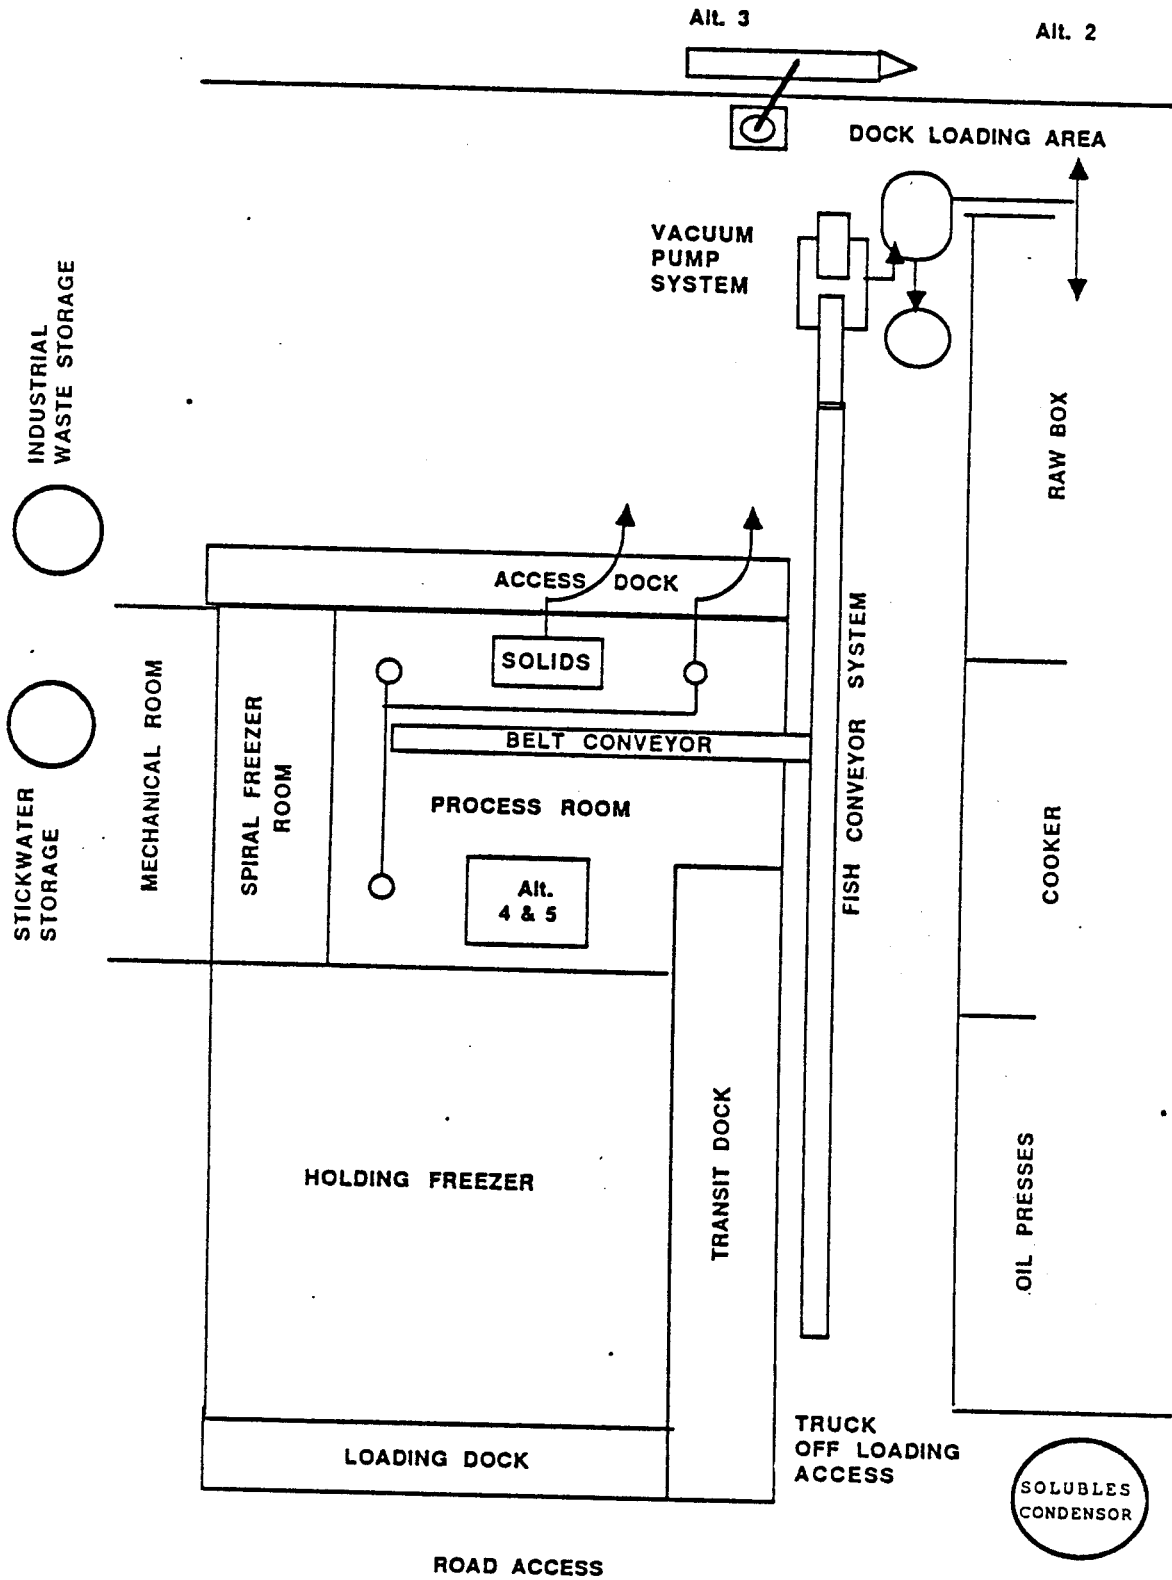 Alt. 3
Alt. 2
DOCK LOADING AREA
VACUUM
PUMP
SYSTEM
INDUSTRIAL
WASTE STORAGE
RAW BOX
ACCESS DOCK
SOLIDS
FISH CONVEYOR SYSTEM
BELT CONVEYOR
MECHANICAL ROOM
SPIRAL FREEZER
ROOM
PROCESS ROOM
STICKWATER
STORAGE
COOKER
Alt.
4 & 5
HOLDING FREEZER
TRANSIT DOCK
OIL PRESSES
LOADING DOCK
TRUCK
OFF LOADING
ACCESS
SOLUBLES
CONDENSOR
ROAD ACCESS